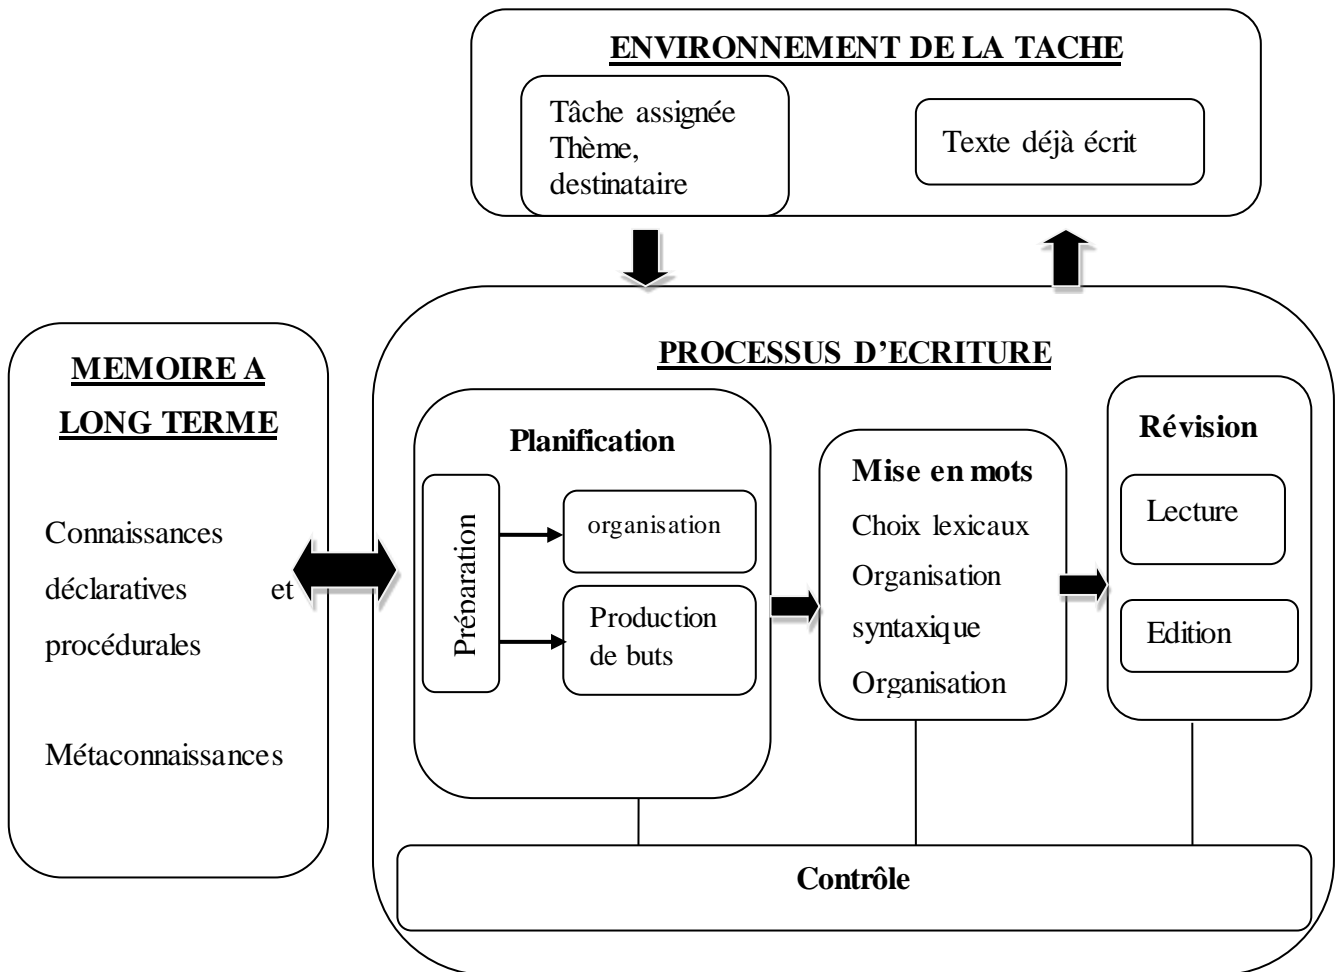 ENVIRONNEMENT DE LA TACHE
Tâche assignée
Thème,
destinataire
Texte déjà écrit
MEMOIRE A
LONG TERME
Connaissances
déclaratives et
procédurales
Métaconnaissances
PROCESSUS D’ECRITURE
Planification
Préparation
organisation
Production
de buts
Mise en mots
Choix lexicaux
Organisation
syntaxique
Organisation
Révision
Lecture
Edition
Contrôle